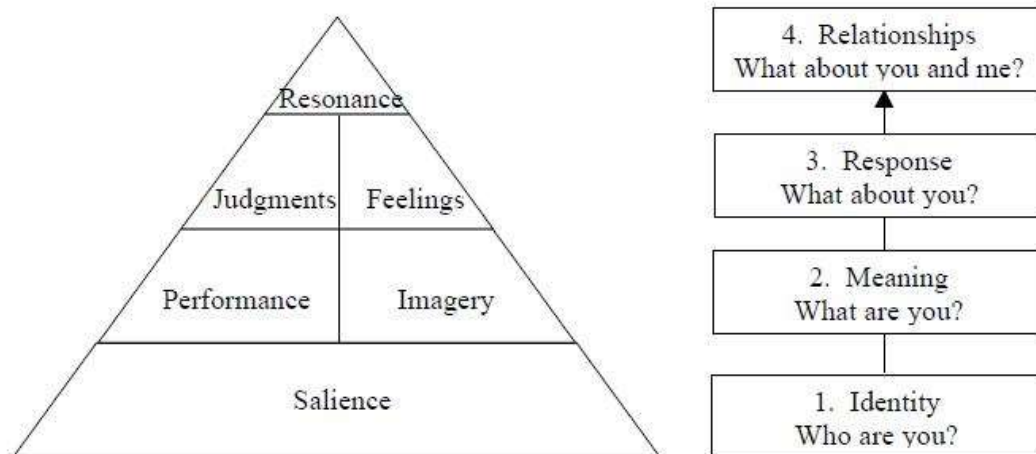 Resonance
Judgments Feelings
Performance Imagery
Salience
4. Relationships
What about you and me?
3. Response
What about you?
2. Meaning
What are you?
1. Identity
Who are you?